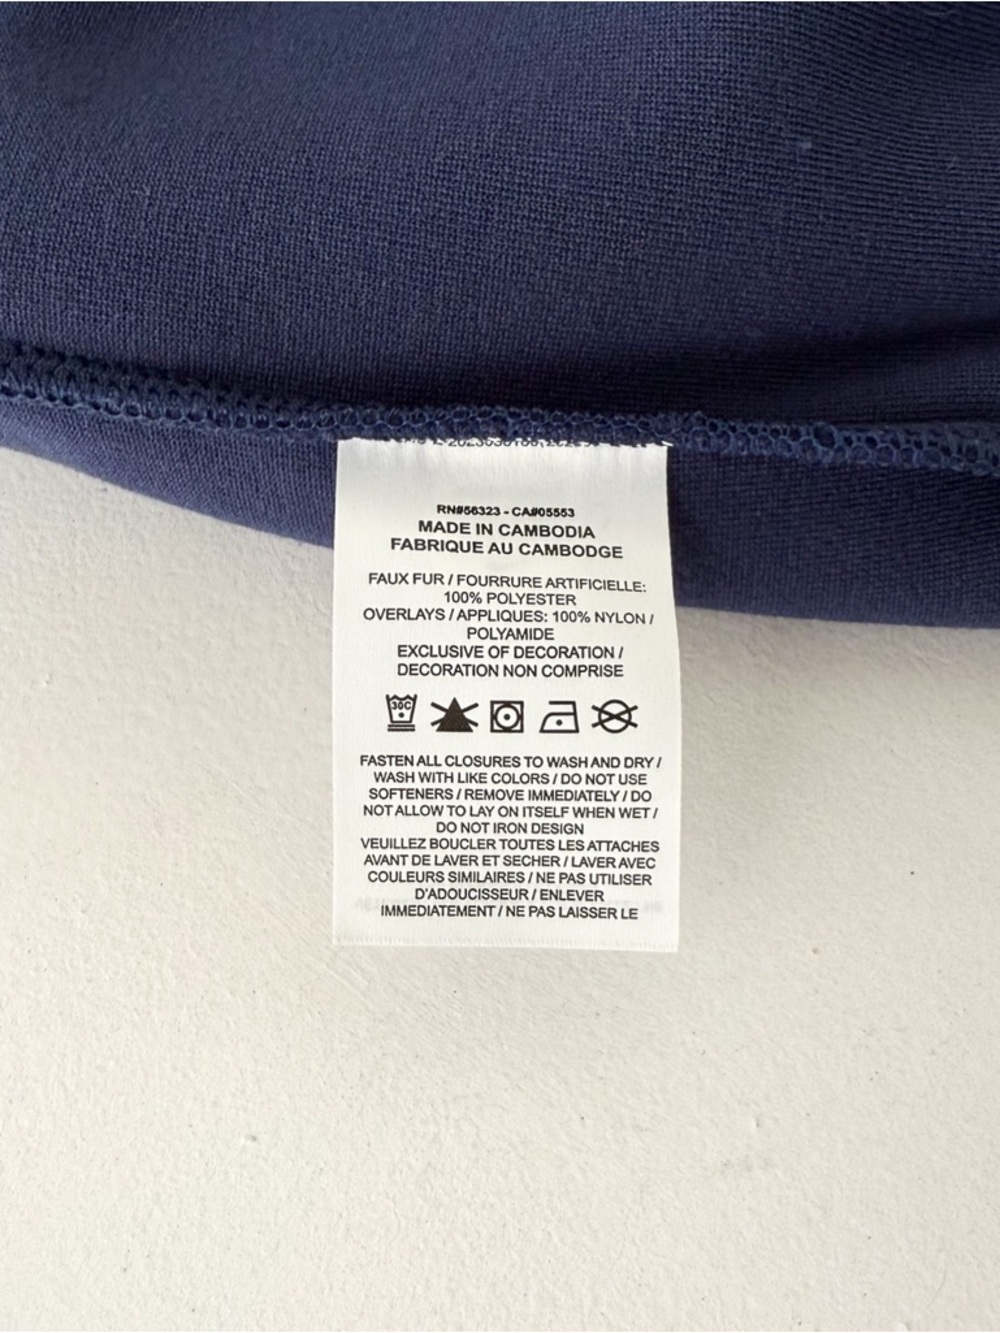 RN#56323 - CA#05553
MADE IN CAMBODIA
FABRIQUE AU CAMBODGE
FAUX FUR / FOURRURE ARTIFICIELLE:
100% POLYESTER
OVERLAYS / APPLIQUES: 100% NYLON /
POLYAMIDE
EXCLUSIVE OF DECORATION /
DECORATION NON COMPRISE
30C
FASTEN ALL CLOSURES TO WASH AND DRY /
WASH WITH LIKE COLORS / DO NOT USE
SOFTENERS / REMOVE IMMEDIATELY / DO
NOT ALLOW TO LAY ON ITSELF WHEN WET /
DO NOT IRON DESIGN
VEUILLEZ BOUCLER TOUTES LES ATTACHES
AVANT DE LAVER ET SECHER / LAVER AVEC
COULEURS SIMILAIRES / NE PAS UTILISER
D'ADOUCISSEUR / ENLEVER
IMMEDIATEMENT / NE PAS LAISSER LE